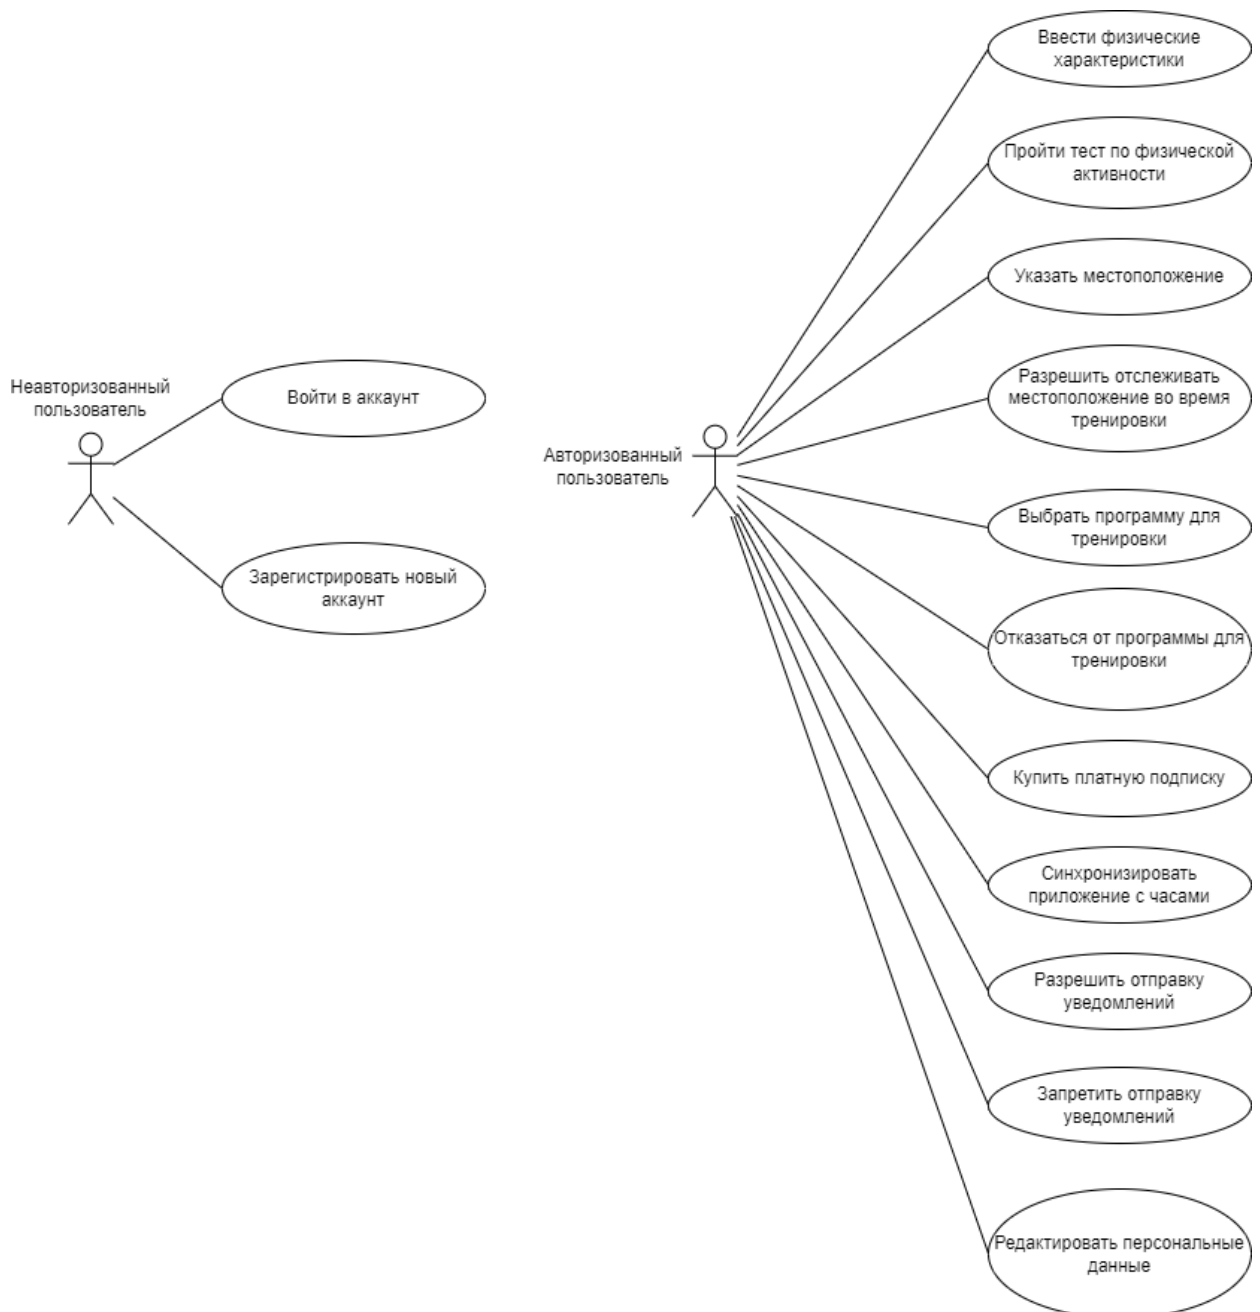 Неавторизованный
пользователь
Войти в аккаунт
Зарегистрировать новый
аккаунт
Авторизованный
пользователь
Ввести физические
характеристики
Пройти тест по физической
активности
Указать местоположение
Разрешить отслеживать
местоположение во время
тренировки
Выбрать программу для
тренировки
Отказаться от программы для
тренировки
Купить платную подписку
Синхронизировать
приложение с часами
Разрешить отправку
уведомлений
Запретить отправку
уведомлений
Редактировать персональные
данные